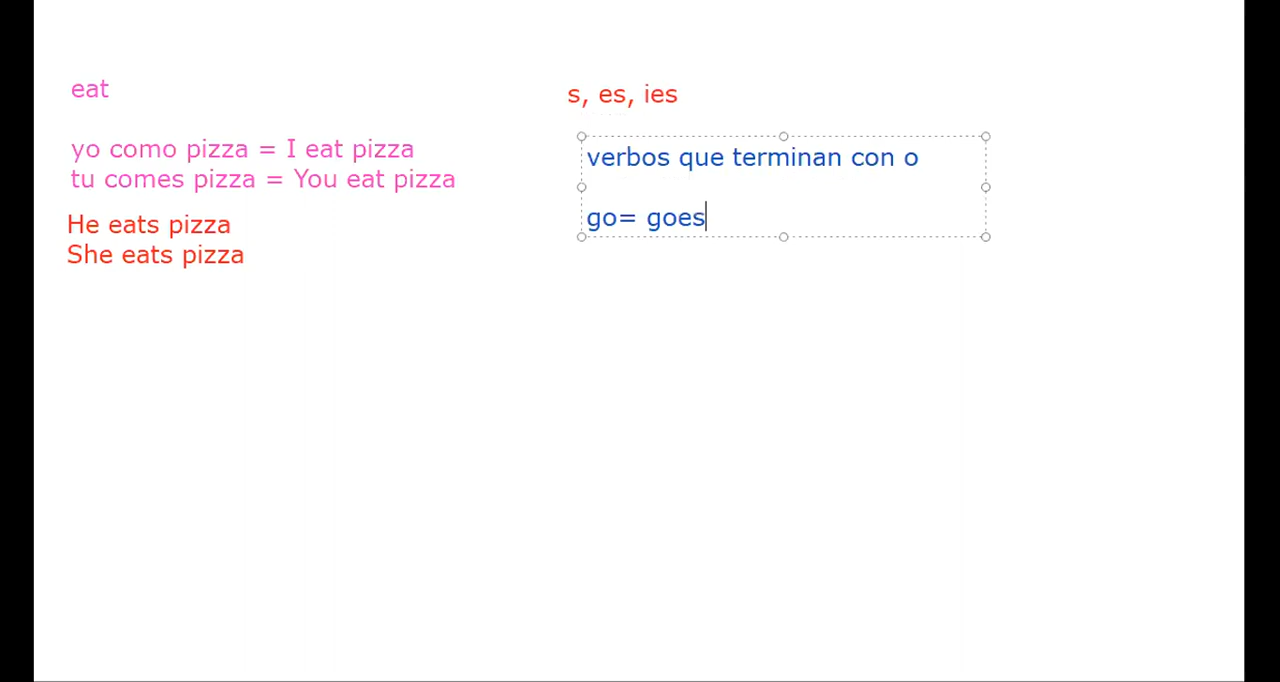 eat
yo como pizza = I eat pizza
tu comes pizza = You eat pizza
He eats pizza
She eats pizza
s, es, ies
verbos que terminan con o
go= goes